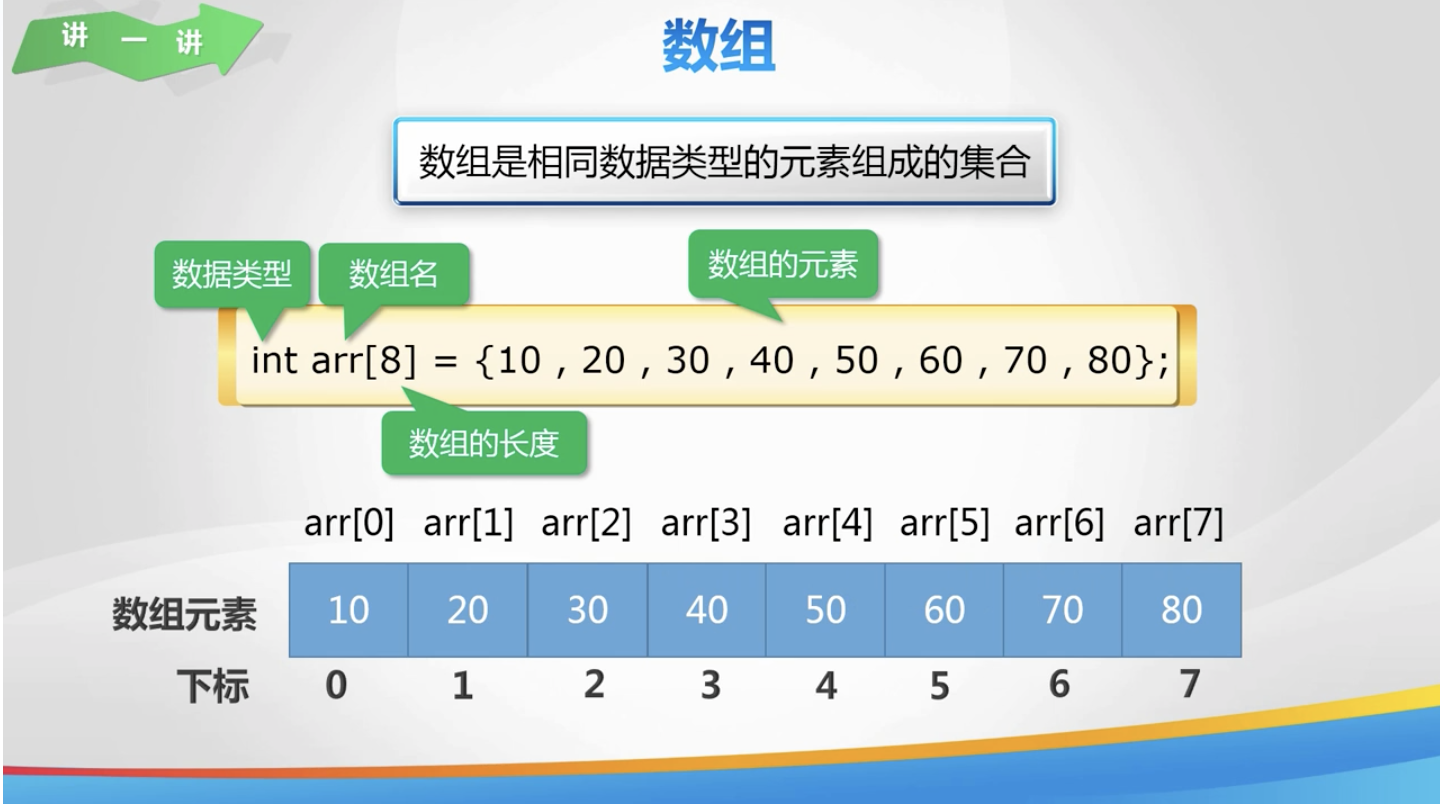 讲一讲
数组
数组是相同数据类型的元素组成的集合
数据类型 数组名 数组的元素
int arr[8] = {10 , 20 , 30 , 40 , 50 , 60 , 70 , 80};
数组的长度
arr[0] arr[1] arr[2] arr[3] arr[4] arr[5] arr[6] arr[7]
数组元素 10 20 30 40 50 60 70 80
下标 0 1 2 3 4 5 6 7